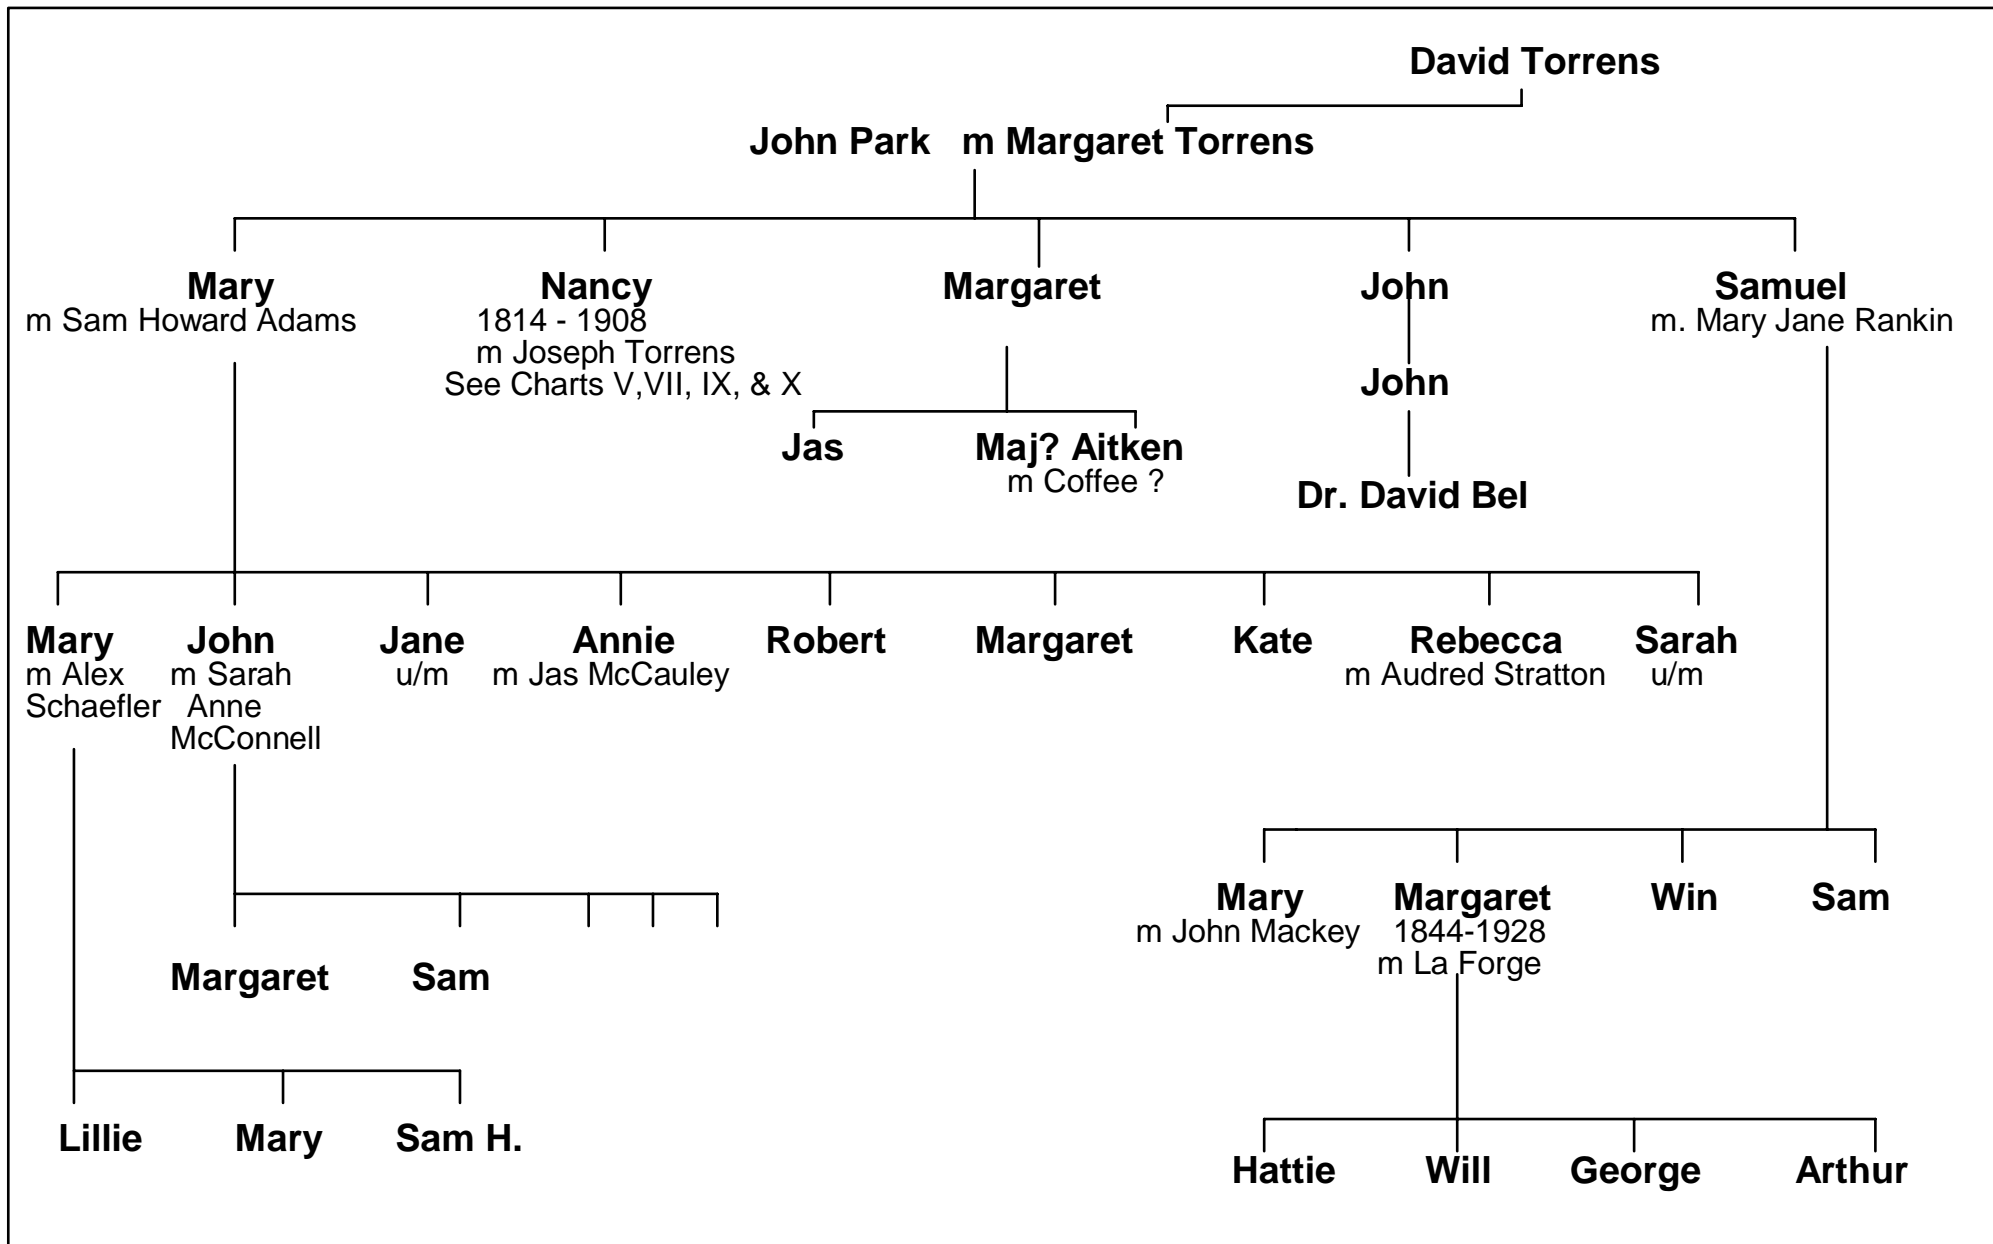 David Torrens
John Park m Margaret Torrens
Mary
m Sam Howard Adams
Nancy
1814 - 1908
m Joseph Torrens
See Charts V,VII, IX, & X
Margaret
John
Samuel
m. Mary Jane Rankin
John
Jas
Maj? Aitken
m Coffee ?
Dr. David Bel
Mary
m Alex
Schaefler
John
m Sarah
Anne
McConnell
Jane
u/m
Annie
m Jas McCauley
Robert
Margaret
Kate
Rebecca
m Audred Stratton
Sarah
u/m
Mary
m John Mackey
Margaret
1844-1928
m La Forge
Win
Sam
Margaret
Sam
Lillie
Mary
Sam H.
Hattie
Will
George
Arthur